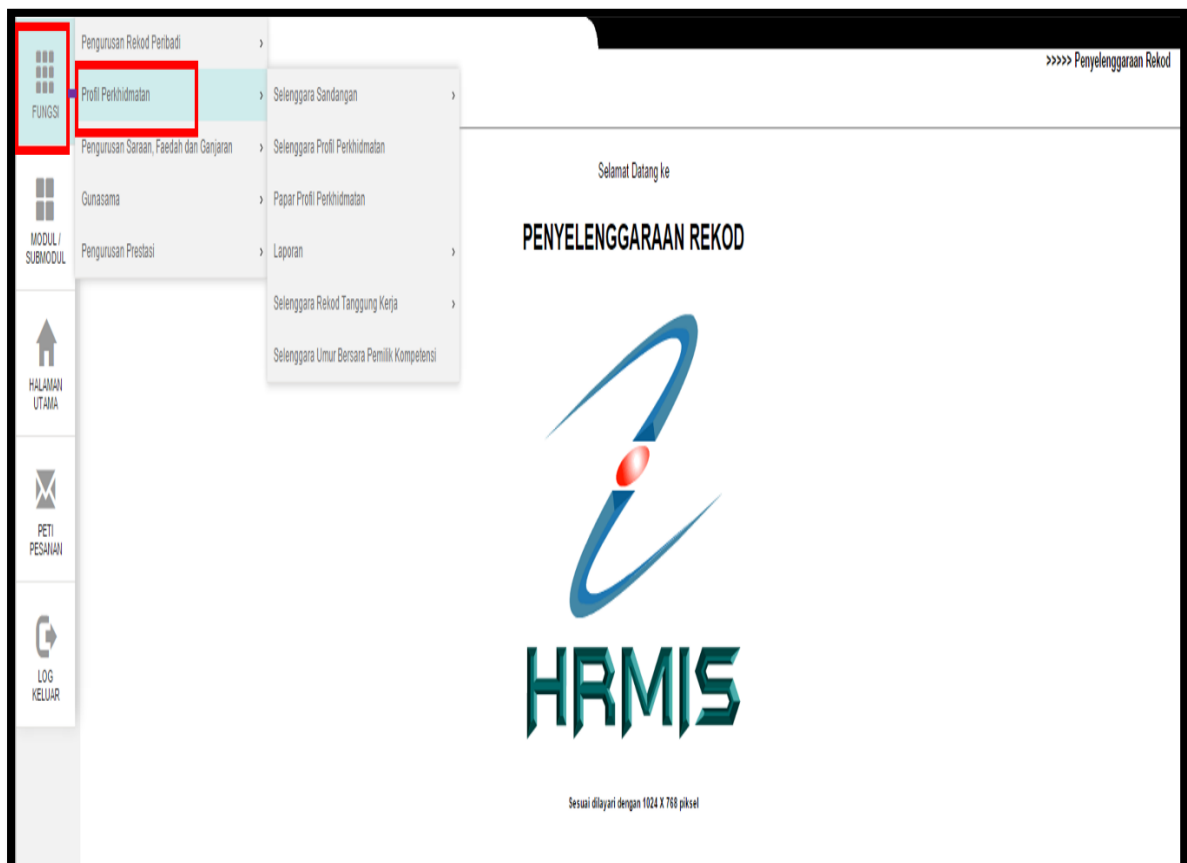 >>>>> Penyelenggaraan Rekod
FUNGSI
MODUL /
SUBMODUL
HALAMAN
UTAMA
PETI
PESANAN
LOG
KELUAR
Pengurusan Rekod Peribadi >
Profil Perkhidmatan >
Pengurusan Saraan, Faedah dan Ganjaran >
Gunasama >
Pengurusan Prestasi >
Selenggara Sandangan >
Selenggara Profil Perkhidmatan
Papar Profil Perkhidmatan
Laporan >
Selenggara Rekod Tanggung Kerja >
Selenggara Umur Bersara Pemilik Kompetensi
Selamat Datang ke
PENYELENGGARAAN REKOD
HRMIS
Sesuai dilayari dengan 1024 X 768 piksel